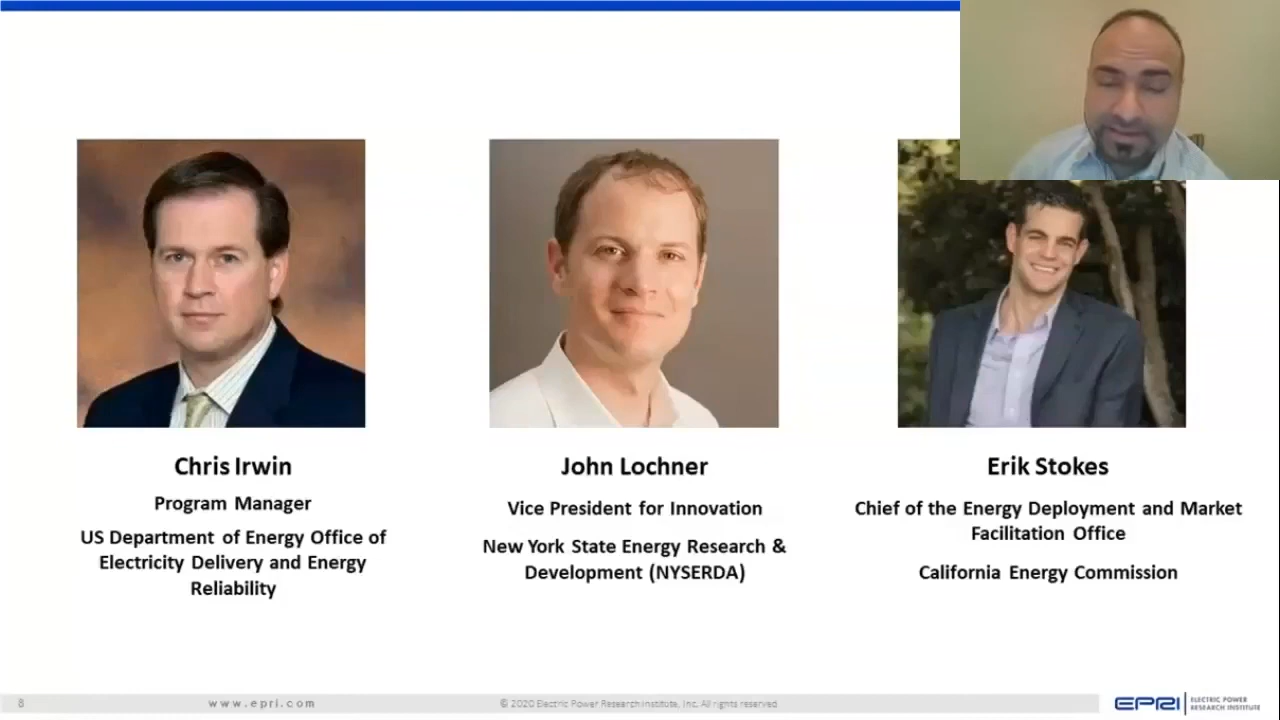 Chris Irwin
Program Manager
US Department of Energy Office of
Electricity Delivery and Energy
Reliability
John Lochner
Vice President for Innovation
New York State Energy Research &
Development (NYSERDA)
Erik Stokes
Chief of the Energy Deployment and Market
Facilitation Office
California Energy Commission
8
www.epri.com
© 2020 Electric Power Research Institute, Inc. All rights reserved
EPRI
ELECTRIC POWER
RESEARCH INSTITUTE